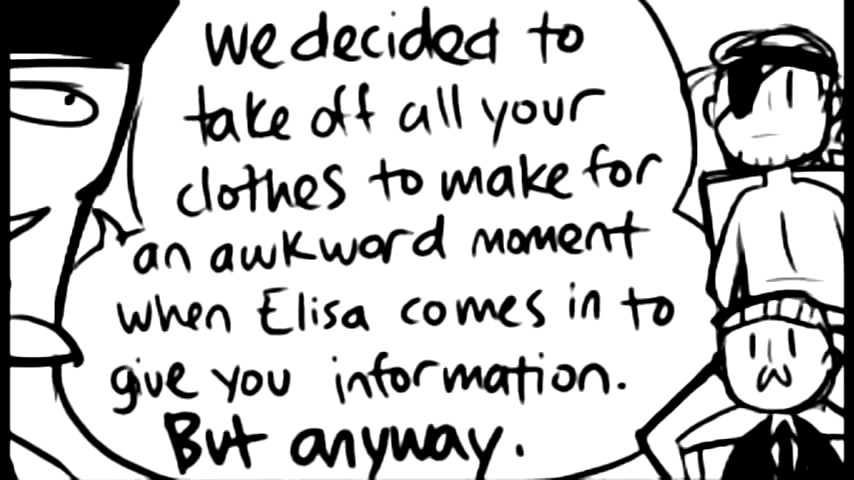 We decided to
take off all your
clothes to make for
an awkward moment
when Elisa comes in to
give you information.
But anyway.